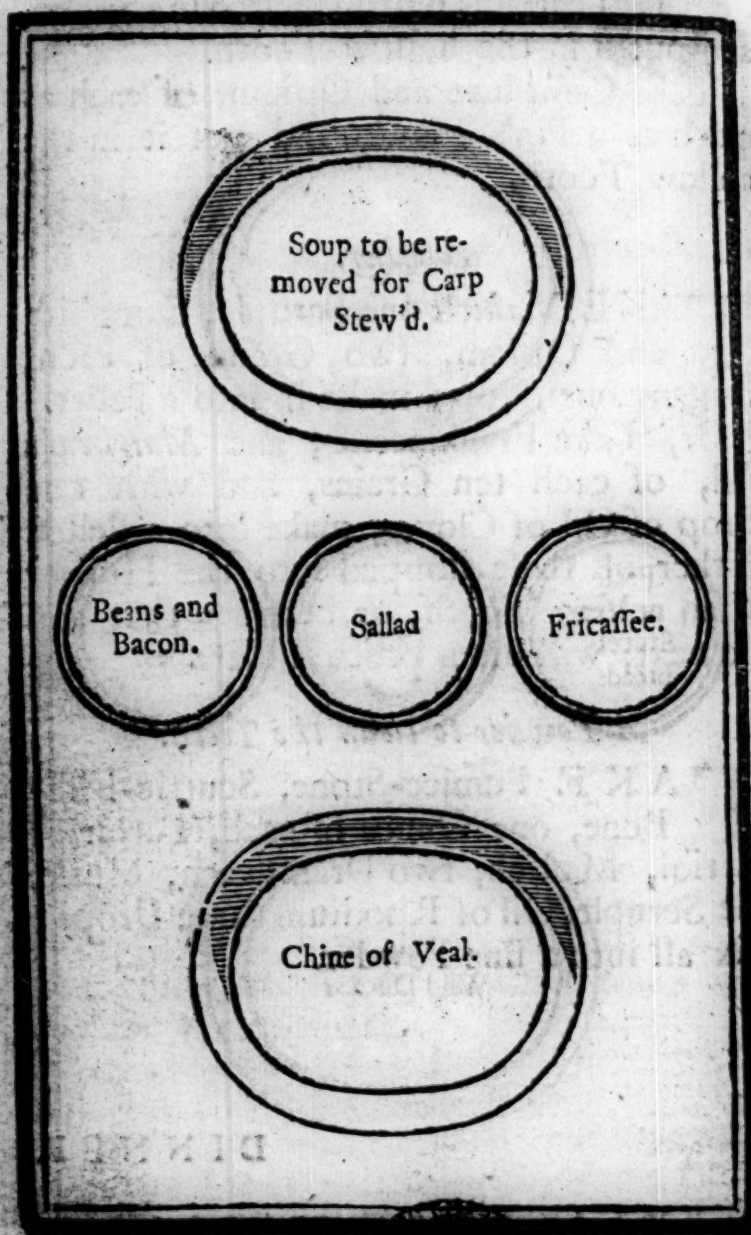 Soup to be re-
moved for Carp
Stew'd.
Beans and
Bacon.
Sallad
Fricaſſee.
Chine of Veal.